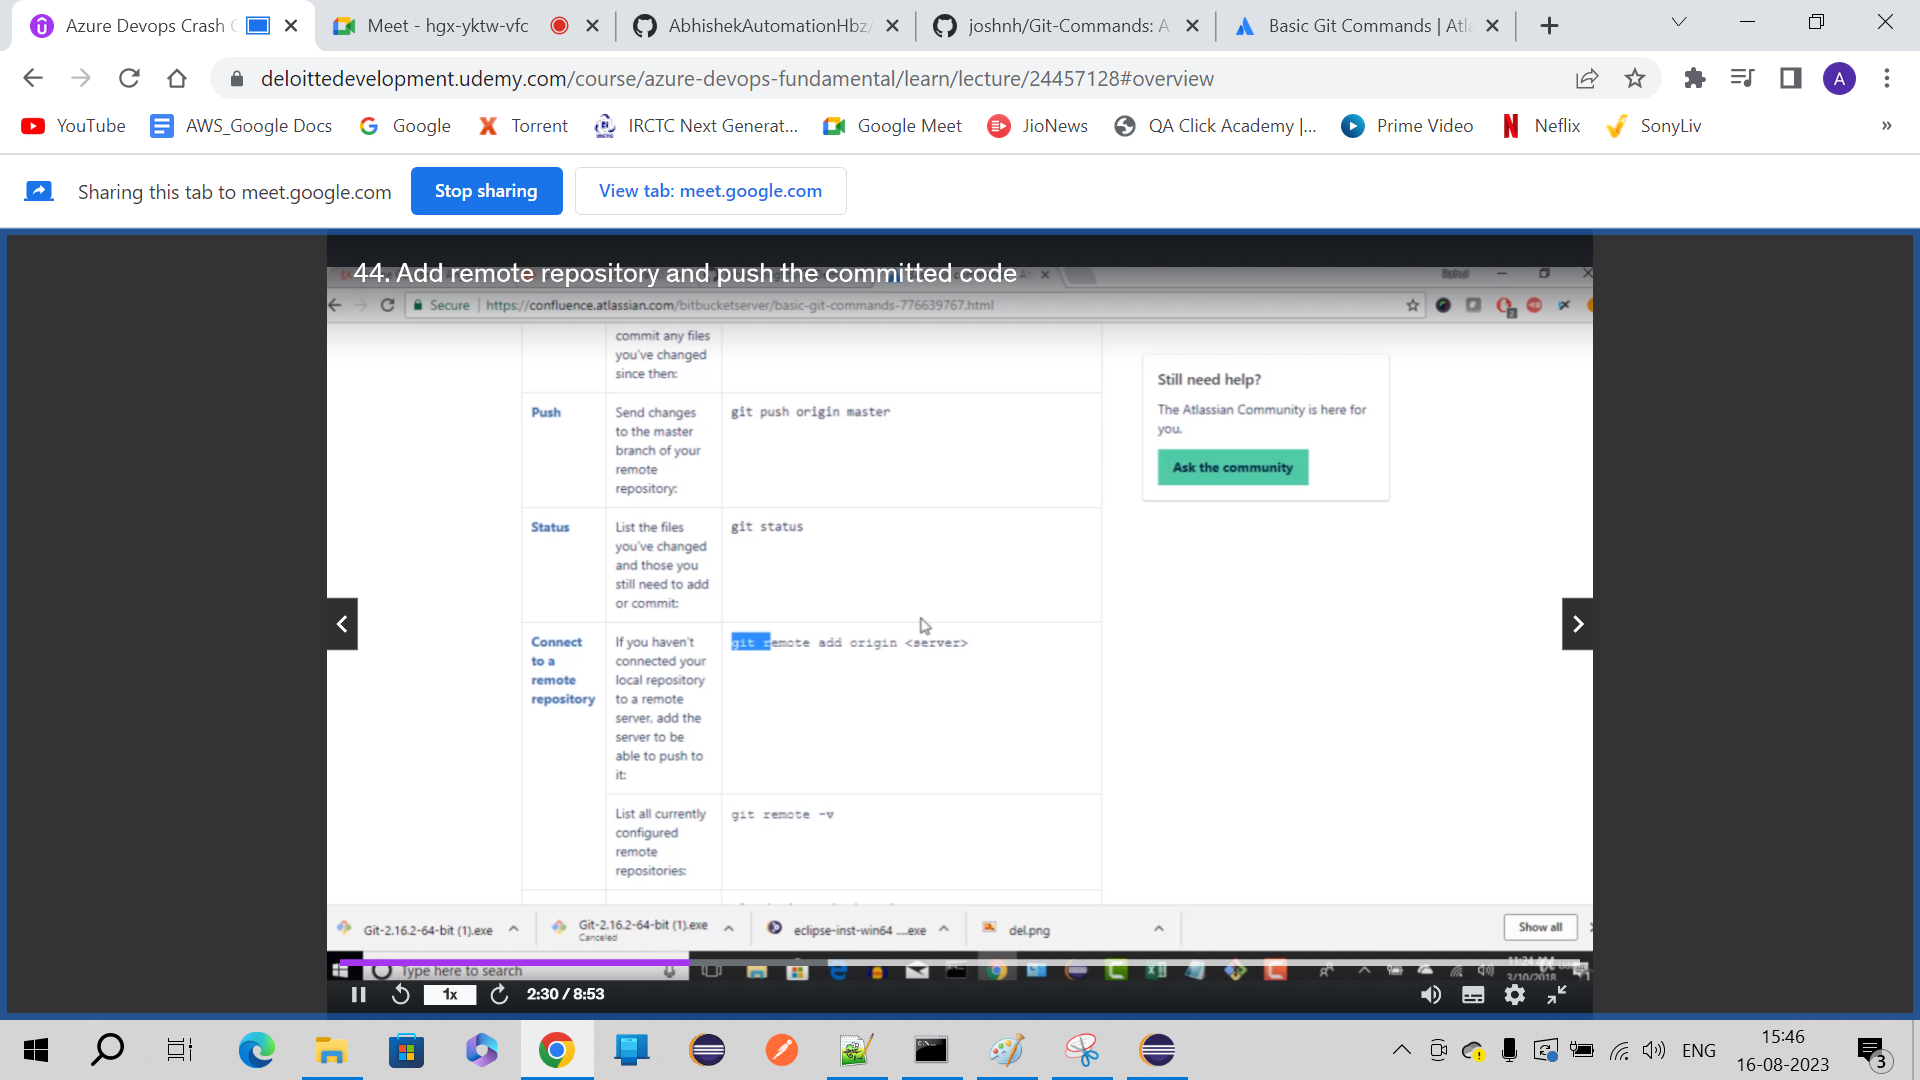 Azure Devops Crash C
Meet - hgx-yktw-vfc
AbhishekAutomationHbz/
joshnh/Git-Commands: A
Basic Git Commands | Atla
deloittedevelopment.udemy.com/course/azure-devops-fundamental/learn/lecture/24457128#overview
A
YouTube
AWS_Google Docs
Google
Torrent
IRCTC Next Generat...
Google Meet
JioNews
QA Click Academy |...
Prime Video
Neflix
SonyLiv
»
Sharing this tab to meet.google.com
Stop sharing
View tab: meet.google.com
44. Add remote repository and push the committed code
Secure
https://confluence.atlassian.com/bitbucketserver/basic-git-commands-776639767.html
commit any files
you've changed
since then:
Push
Send changes
to the master
branch of your
remote
repository:
git push origin master
Status
List the files
you've changed
and those you
still need to add
or commit:
git status
Connect
to a
remote
repository
If you haven't
connected your
local repository
to a remote
server, add the
server to be
able to push to
it:
git remote add origin <server>
List all currently
configured
remote
repositories:
git remote -v
Still need help?
The Atlassian Community is here for
you.
Ask the community
Git-2.16.2-64-bit (1).exe
Git-2.16.2-64-bit (1).exe
Canceled
eclipse-inst-win64 ....exe
del.png
Show all
Type here to search
3/10/2018
1x
2:30 / 8:53
ENG
15:46
16-08-2023
3